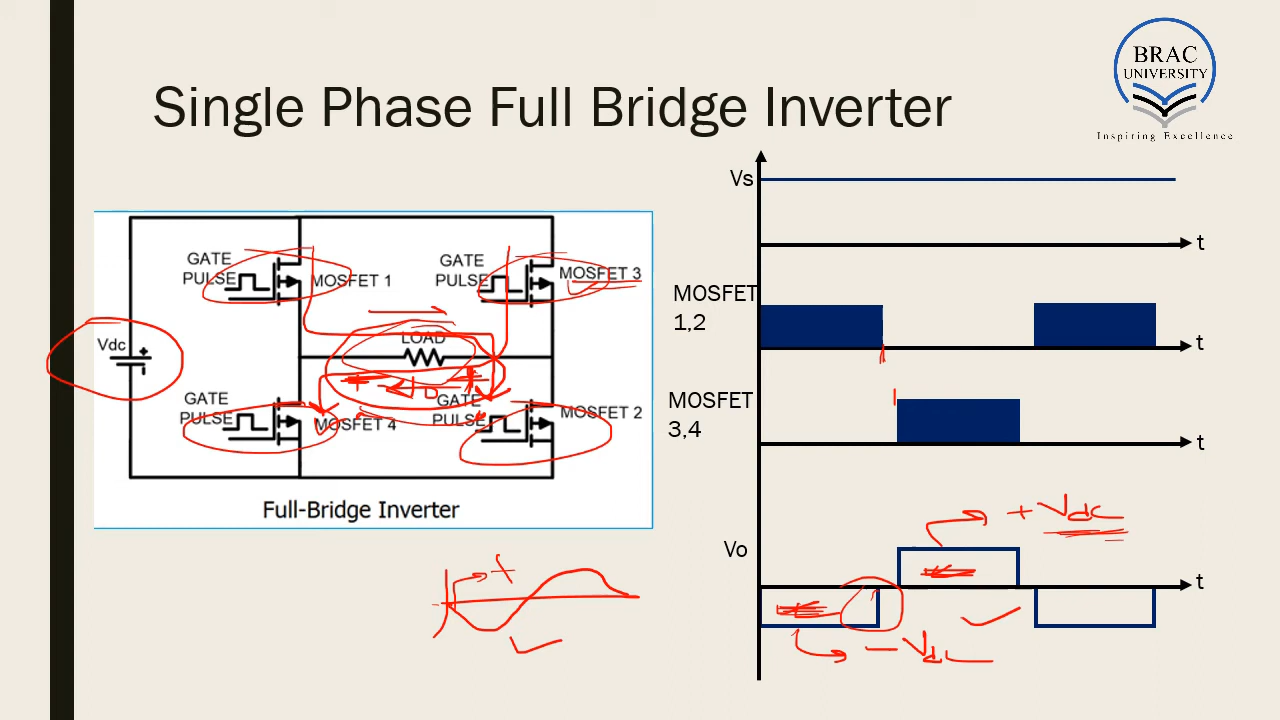 Single Phase Full Bridge Inverter
BRAC
UNIVERSITY
Inspiring Excellence
GATE
PULSE
MOSFET 1
GATE
PULSE
MOSFET 3
Vdc
LOAD
GATE
PULSE
MOSFET 4
GATE
PULSE
MOSFET 2
Full-Bridge Inverter
Vs
t
MOSFET
1,2
t
MOSFET
3,4
t
Vo
t
+ Vdc
- Vdc
+